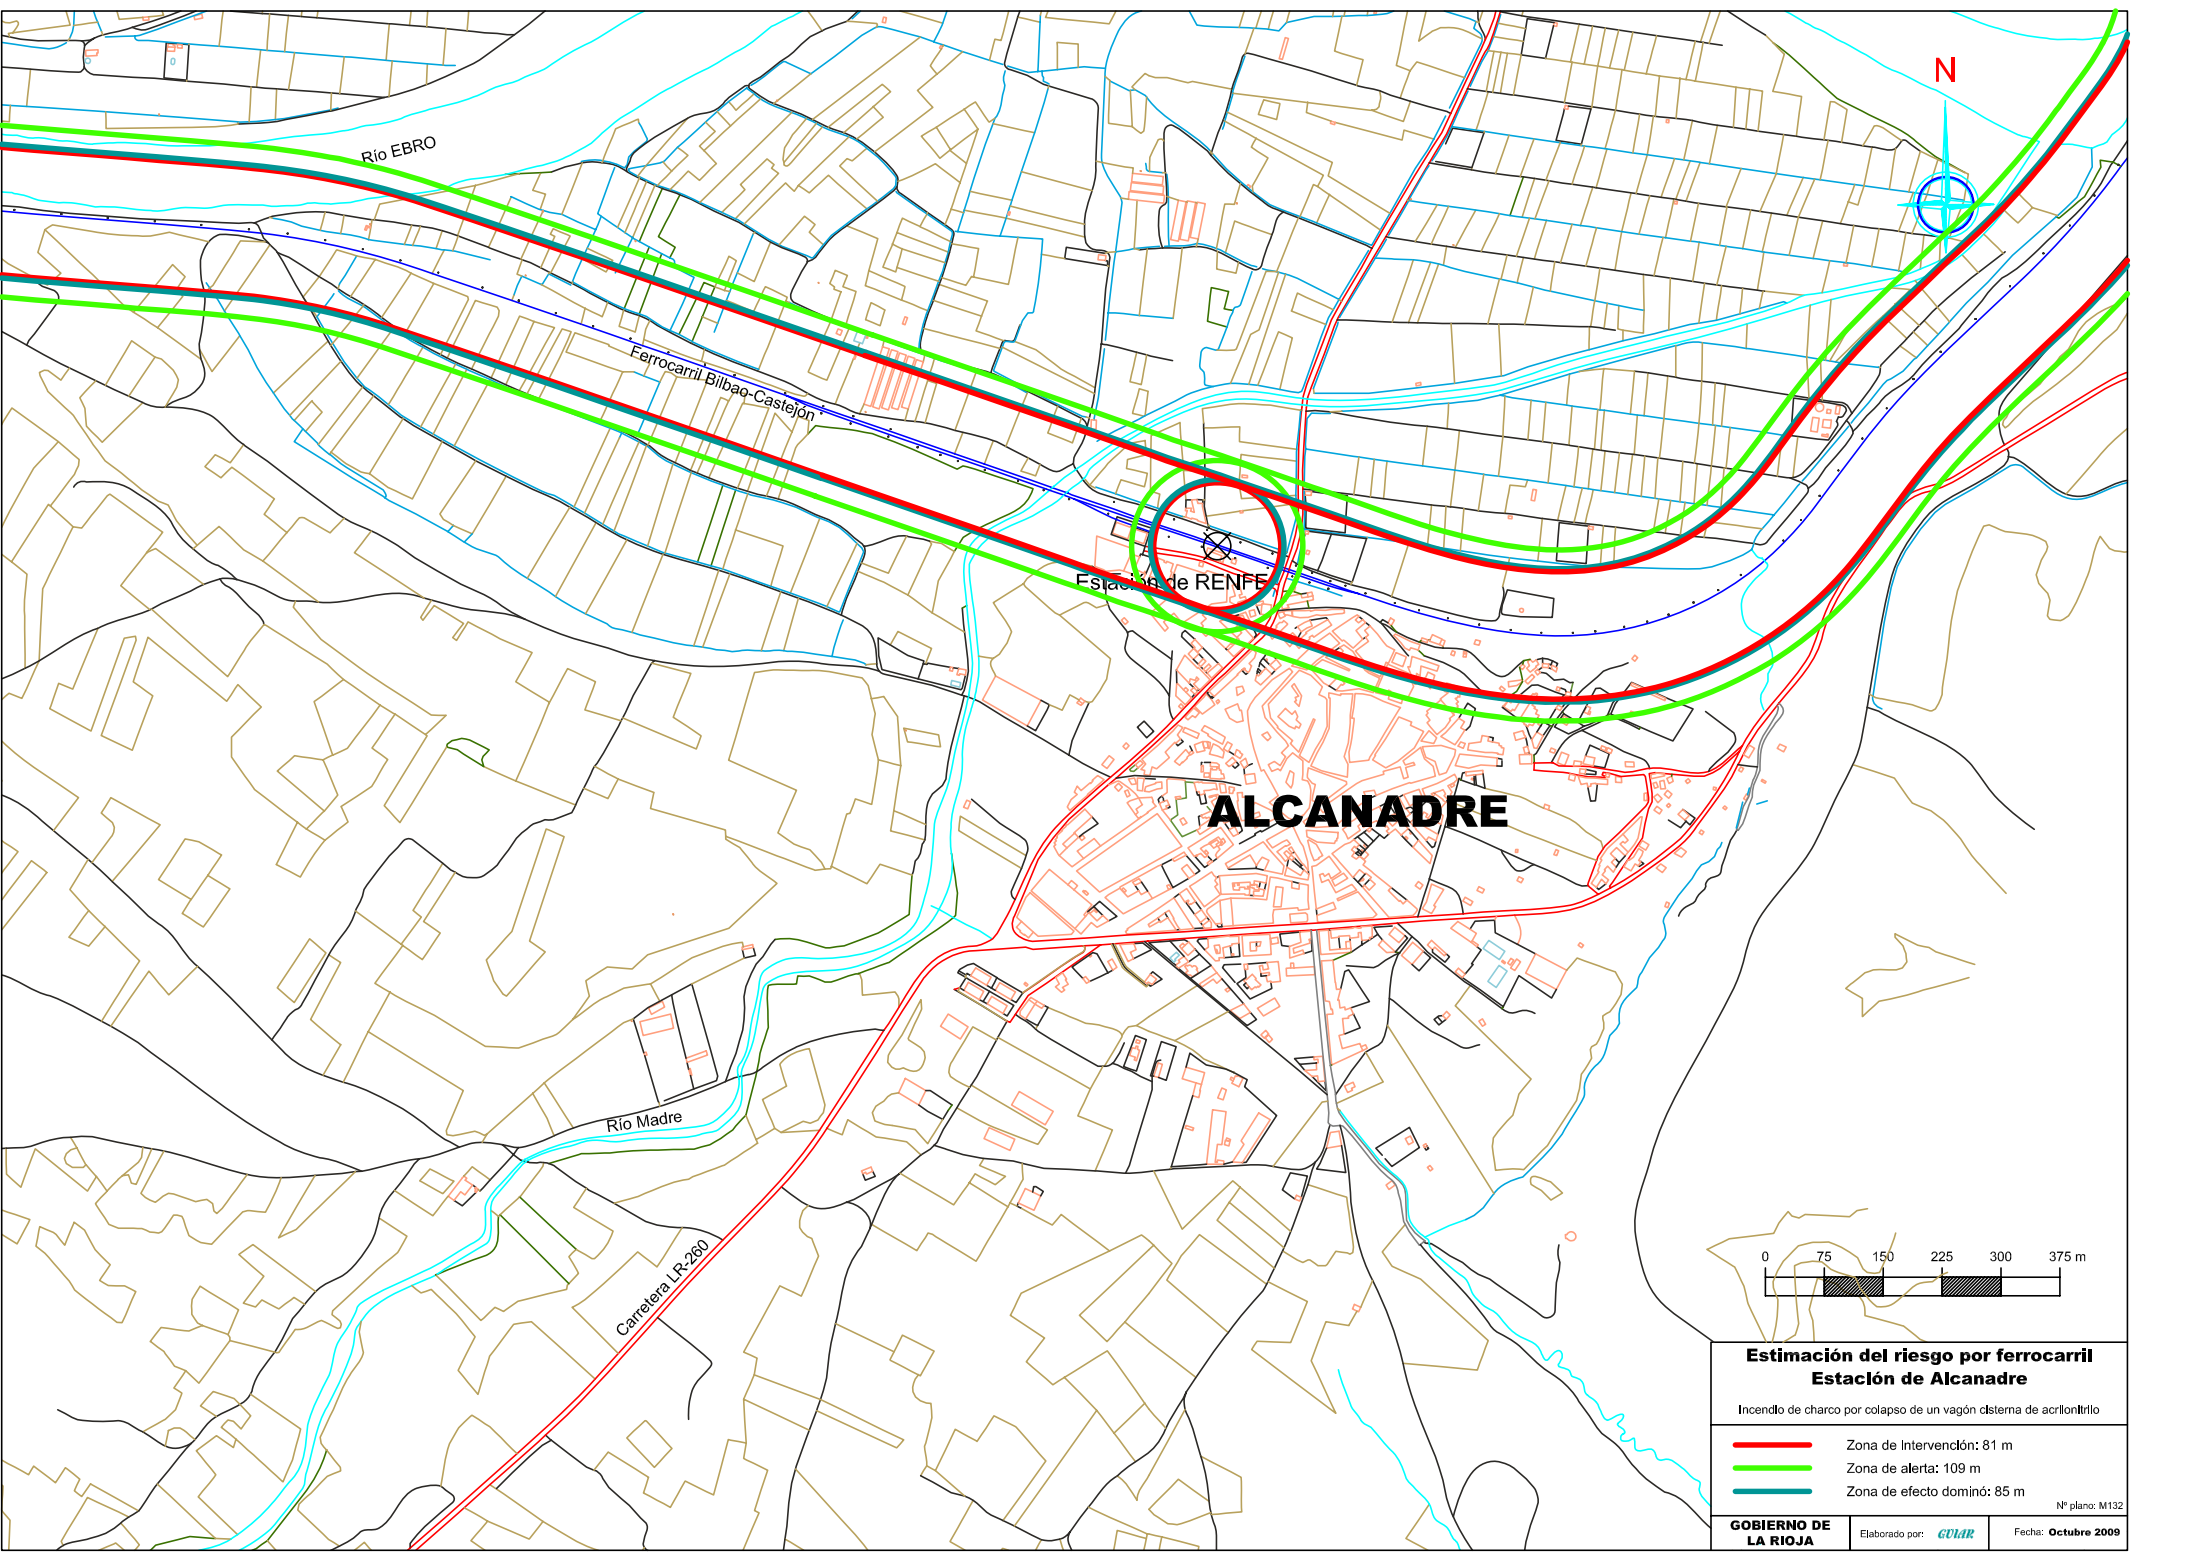 N
Río EBRO
Ferrocarril Bilbao-Castejón
Estación de RENFE
ALCANADRE
Río Madre
Carretera LR-260
0 75 150 225 300 375 m
Estimación del riesgo por ferrocarril
Estación de Alcanadre
Incendio de charco por colapso de un vagón cisterna de acrilonitrilo
Zona de Intervención: 81 m
Zona de alerta: 109 m
Zona de efecto dominó: 85 m
Nº plano: M132
GOBIERNO DE
LA RIOJA
Elaborado por: GUIAR
Fecha: Octubre 2009